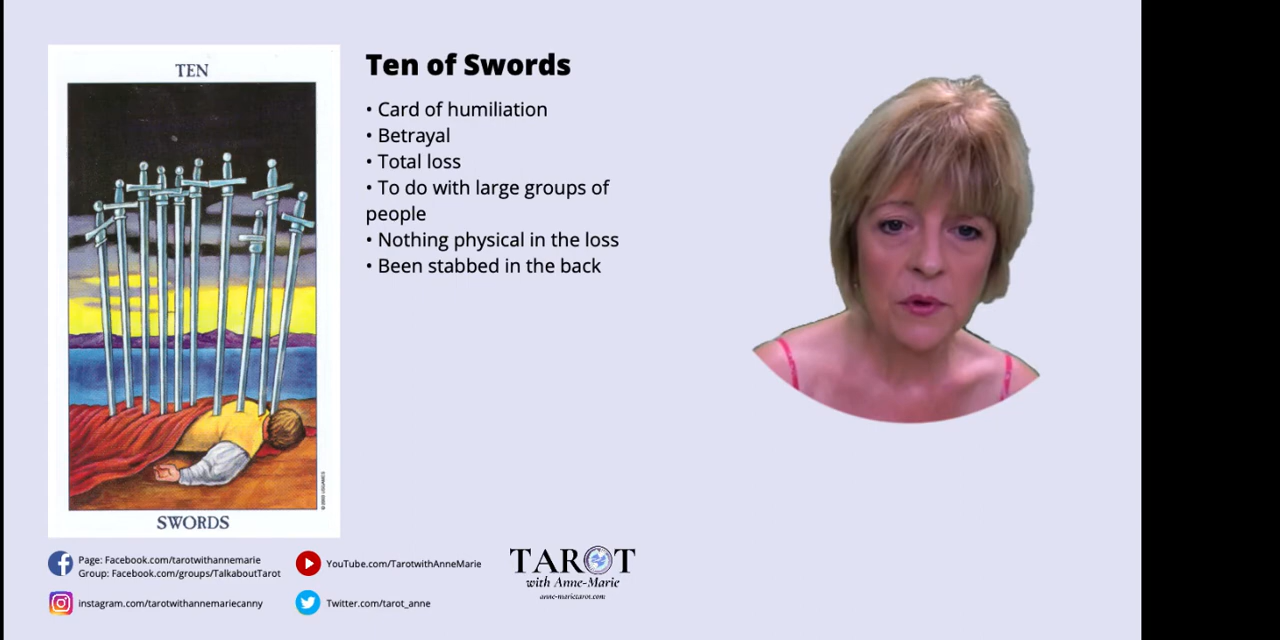 TEN
SWORDS
Ten of Swords
• Card of humiliation
• Betrayal
• Total loss
• To do with large groups of
people
• Nothing physical in the loss
• Been stabbed in the back
Page: Facebook.com/tarotwithannemarie
Group: Facebook.com/groups/TalkaboutTarot
YouTube.com/TarotwithAnneMarie
instagram.com/tarotwithannemariecanny
Twitter.com/tarot_anne
TAROT
with Anne-Marie
anne-marietarot.com